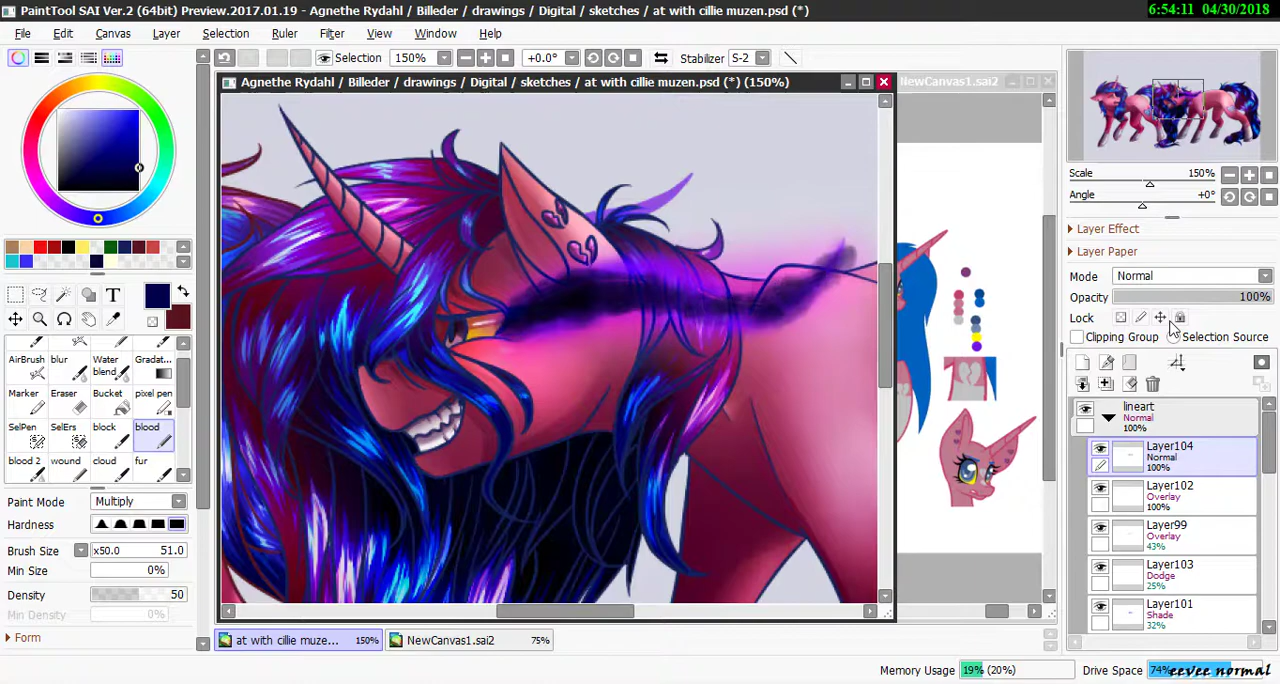 PaintTool SAI Ver.2 (64bit) Preview.2017.01.19 - Agnethe Rydahl / Billeder / drawings / Digital / sketches / at with cillie muzen.psd (*)
6:54:11 04/30/2018
File Edit Canvas Layer Selection Ruler Filter View Window Help
Selection 150% +0.0° Stabilizer S-2
Agnethe Rydahl / Billeder / drawings / Digital / sketches / at with cillie muzen.psd (*) (150%)
NewCanvas1.sai2
Scale 150%
Angle +0°
Layer Effect
Layer Paper
Mode Normal
Opacity 100%
Lock
Clipping Group Selection Source
T
AirBrush blur Water blend Gradat...
Marker Eraser Bucket pixel pen
SelPen SelErs block blood
blood 2 wound cloud fur
Paint Mode Multiply
Hardness
Brush Size x50.0 51.0
Min Size 0%
Density 50
Min Density 0%
Form
lineart
Normal
100%
Layer104
Normal
100%
Layer102
Overlay
100%
Layer99
Overlay
43%
Layer103
Dodge
25%
Layer101
Shade
32%
at with cillie muze... 150% NewCanvas1.sai2 75%
Memory Usage 19% (20%) Drive Space 74%
eevee normal